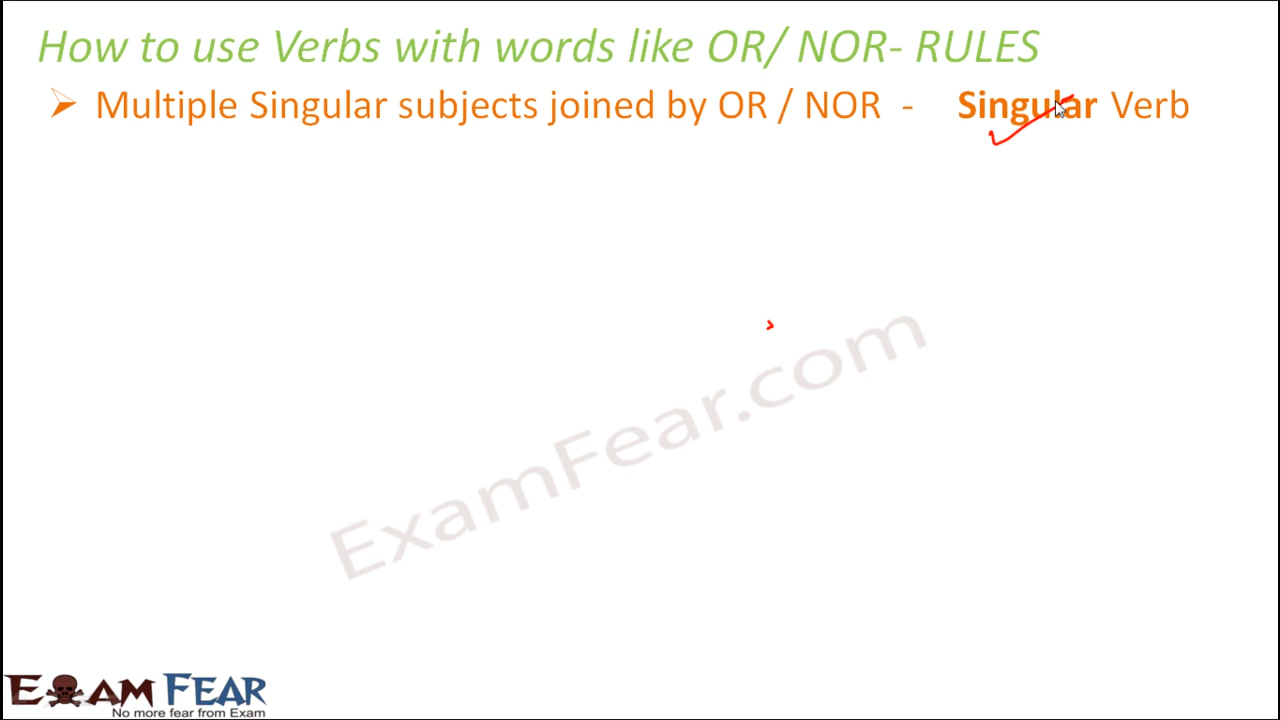 How to use Verbs with words like OR/ NOR- RULES
➢ Multiple Singular subjects joined by OR / NOR - Singular Verb
ExamFear.com
EXAM FEAR
No more fear from Exam